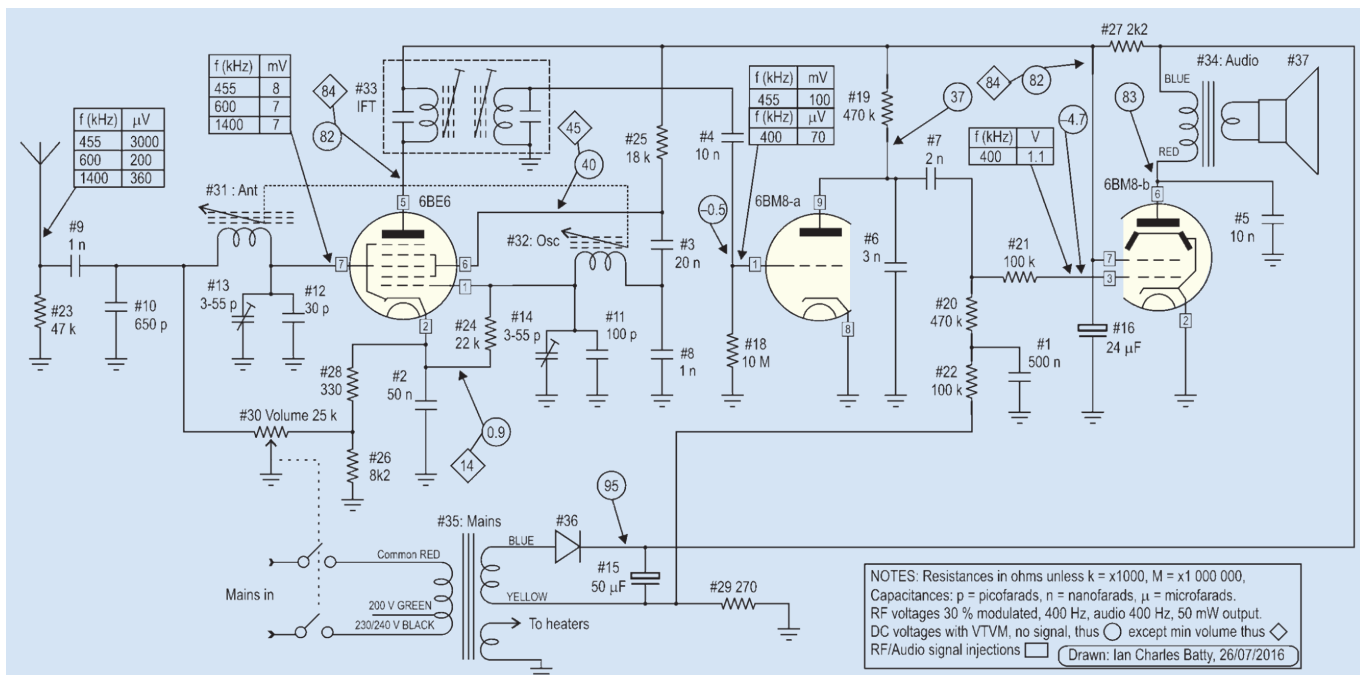 #27 2k2
#34: Audio
#37
BLUE
RED
f (kHz) mV
455 8
600 7
1400 7
f (kHz) µV
455 3000
600 200
1400 360
84
82
#33
IFT
45
40
#25
18 k
#4
10 n
f (kHz) mV
455 100
f (kHz) µV
400 70
#19
470 k
37
#7
2 n
84
82
83
–4.7
f (kHz) V
400 1.1
#31 : Ant
5
6BE6
#32: Osc
–0.5
9
6BM8-a
6BM8-b
6
#5
10 n
#9
1 n
#3
20 n
#6
3 n
#21
100 k
7
6
1
1
7
3
#23
47 k
#10
650 p
#13
3-55 p
#12
30 p
2
#24
22 k
#14
3-55 p
#11
100 p
#8
1 n
#18
10 M
8
#20
470 k
#22
100 k
#1
500 n
#16
24 µF
2
#28
330
#2
50 n
#30 Volume 25 k
0.9
14
#26
8k2
95
#35: Mains
#36
BLUE
Common RED
Mains in
200 V GREEN
230/240 V BLACK
#15
50 µF
YELLOW
#29 270
To heaters
NOTES: Resistances in ohms unless k = x1000, M = x1 000 000,
Capacitances: p = picofarads, n = nanofarads, µ = microfarads.
RF voltages 30 % modulated, 400 Hz, audio 400 Hz, 50 mW output.
DC voltages with VTVM, no signal, thus except min volume thus
RF/Audio signal injections
Drawn: Ian Charles Batty, 26/07/2016